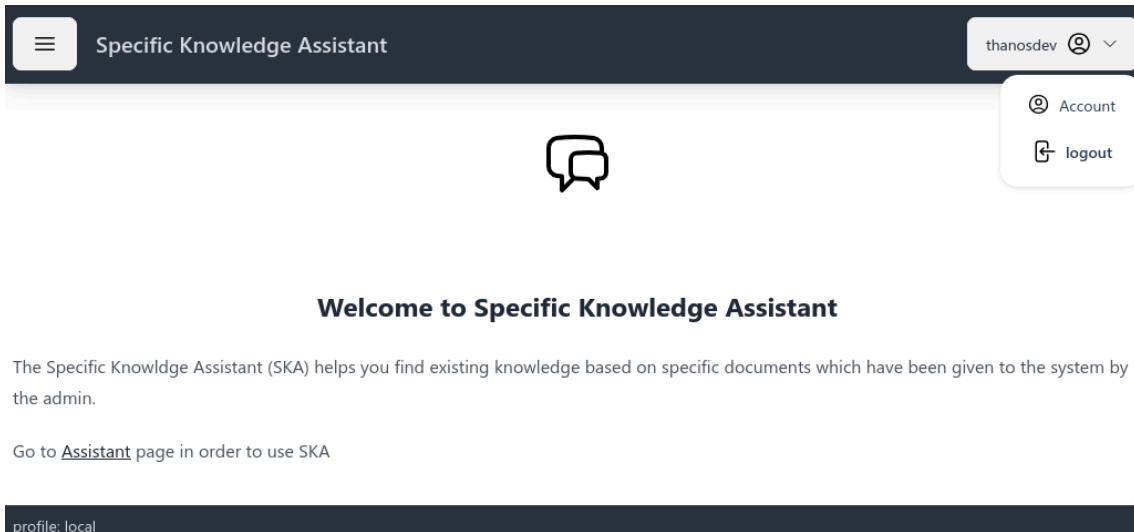 Specific Knowledge Assistant
thanosdev
Account
logout
Welcome to Specific Knowledge Assistant
The Specific Knowldge Assistant (SKA) helps you find existing knowledge based on specific documents which have been given to the system by
the admin.
Go to Assistant page in order to use SKA
profile: local